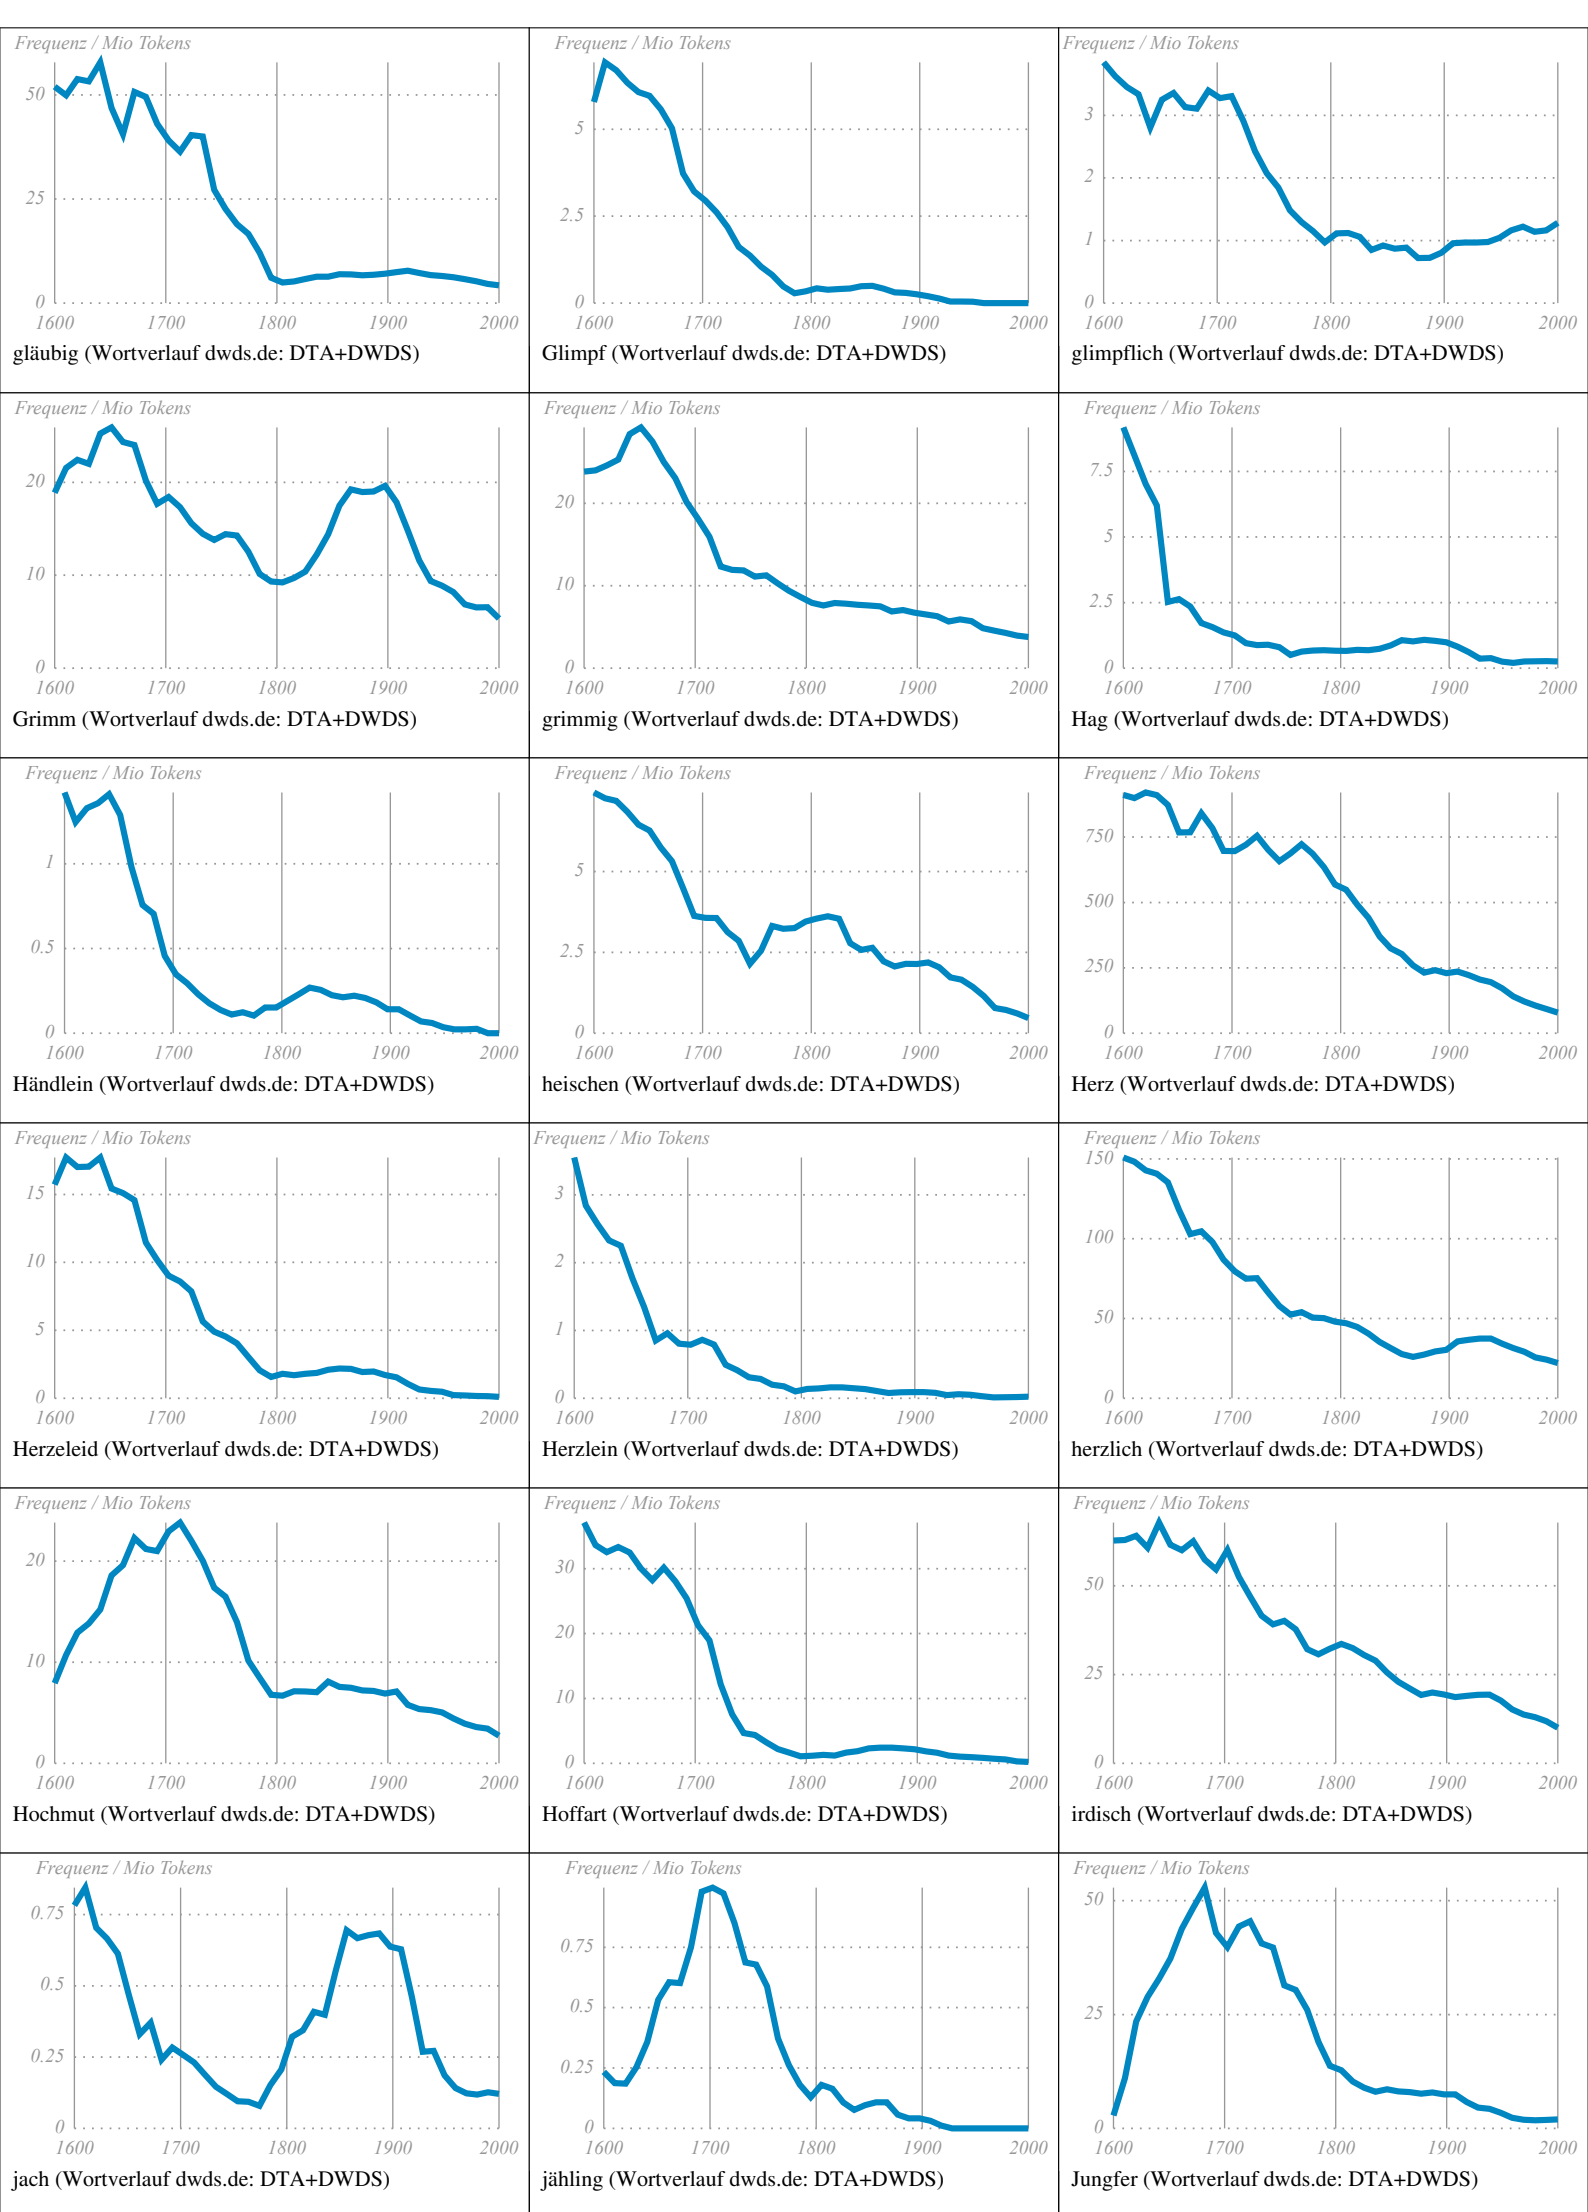 Frequenz / Mio Tokens
50
25
0
1600 1700 1800 1900 2000
gläubig (Wortverlauf dwds.de: DTA+DWDS)
Frequenz / Mio Tokens
5
2.5
0
1600 1700 1800 1900 2000
Glimpf (Wortverlauf dwds.de: DTA+DWDS)
Frequenz / Mio Tokens
3
2
1
0
1600 1700 1800 1900 2000
glimpflich (Wortverlauf dwds.de: DTA+DWDS)
Frequenz / Mio Tokens
20
10
0
1600 1700 1800 1900 2000
Grimm (Wortverlauf dwds.de: DTA+DWDS)
Frequenz / Mio Tokens
20
10
0
1600 1700 1800 1900 2000
grimmig (Wortverlauf dwds.de: DTA+DWDS)
Frequenz / Mio Tokens
7.5
5
2.5
0
1600 1700 1800 1900 2000
Hag (Wortverlauf dwds.de: DTA+DWDS)
Frequenz / Mio Tokens
1
0.5
0
1600 1700 1800 1900 2000
Händlein (Wortverlauf dwds.de: DTA+DWDS)
Frequenz / Mio Tokens
5
2.5
0
1600 1700 1800 1900 2000
heischen (Wortverlauf dwds.de: DTA+DWDS)
Frequenz / Mio Tokens
750
500
250
0
1600 1700 1800 1900 2000
Herz (Wortverlauf dwds.de: DTA+DWDS)
Frequenz / Mio Tokens
15
10
5
0
1600 1700 1800 1900 2000
Herzeleid (Wortverlauf dwds.de: DTA+DWDS)
Frequenz / Mio Tokens
3
2
1
0
1600 1700 1800 1900 2000
Herzlein (Wortverlauf dwds.de: DTA+DWDS)
Frequenz / Mio Tokens
150
100
50
0
1600 1700 1800 1900 2000
herzlich (Wortverlauf dwds.de: DTA+DWDS)
Frequenz / Mio Tokens
20
10
0
1600 1700 1800 1900 2000
Hochmut (Wortverlauf dwds.de: DTA+DWDS)
Frequenz / Mio Tokens
30
20
10
0
1600 1700 1800 1900 2000
Hoffart (Wortverlauf dwds.de: DTA+DWDS)
Frequenz / Mio Tokens
50
25
0
1600 1700 1800 1900 2000
irdisch (Wortverlauf dwds.de: DTA+DWDS)
Frequenz / Mio Tokens
0.75
0.5
0.25
0
1600 1700 1800 1900 2000
jach (Wortverlauf dwds.de: DTA+DWDS)
Frequenz / Mio Tokens
0.75
0.5
0.25
0
1600 1700 1800 1900 2000
jähling (Wortverlauf dwds.de: DTA+DWDS)
Frequenz / Mio Tokens
50
25
0
1600 1700 1800 1900 2000
Jungfer (Wortverlauf dwds.de: DTA+DWDS)